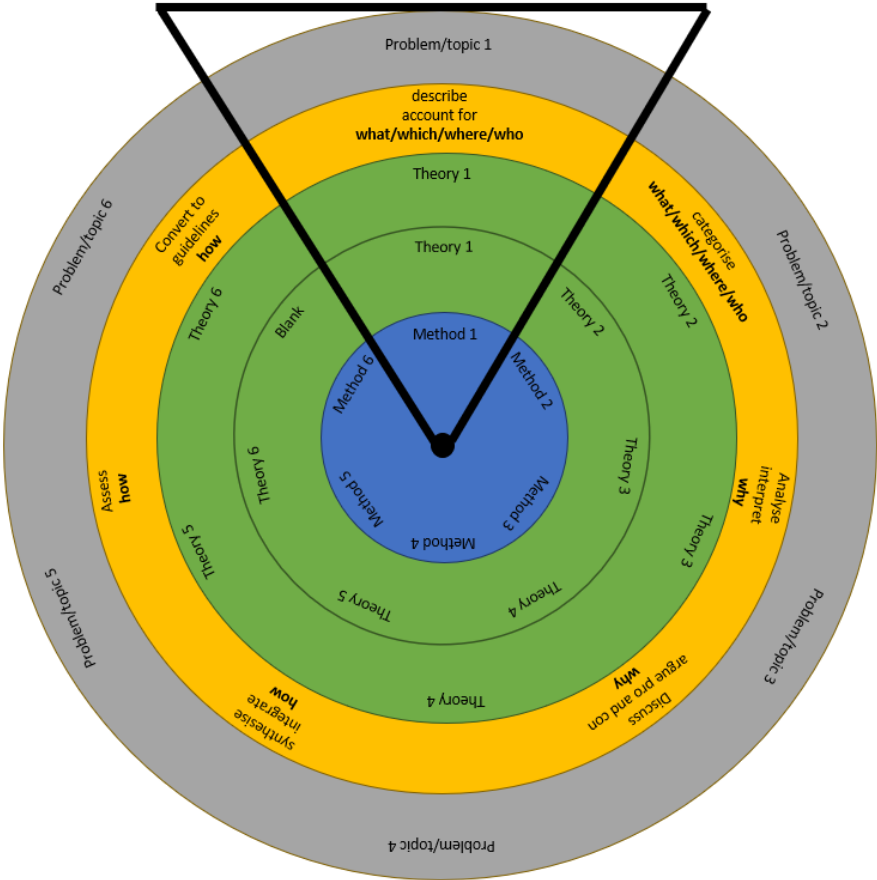 Problem/topic 1
Problem/topic 2
Problem/topic 3
Problem/topic 4
Problem/topic 5
Problem/topic 6
describe
account for
what/which/where/who
categorise
what/which/where/who
Analyse
interpret
why
Discuss
argue pro and con
why
synthesise
integrate
how
Assess
how
Convert to
guidelines
how
Theory 1
Theory 2
Theory 3
Theory 4
Theory 5
Theory 6
Theory 1
Theory 2
Theory 3
Theory 4
Theory 5
Theory 6
Blank
Method 1
Method 2
Method 3
Method 4
Method 5
Method 6